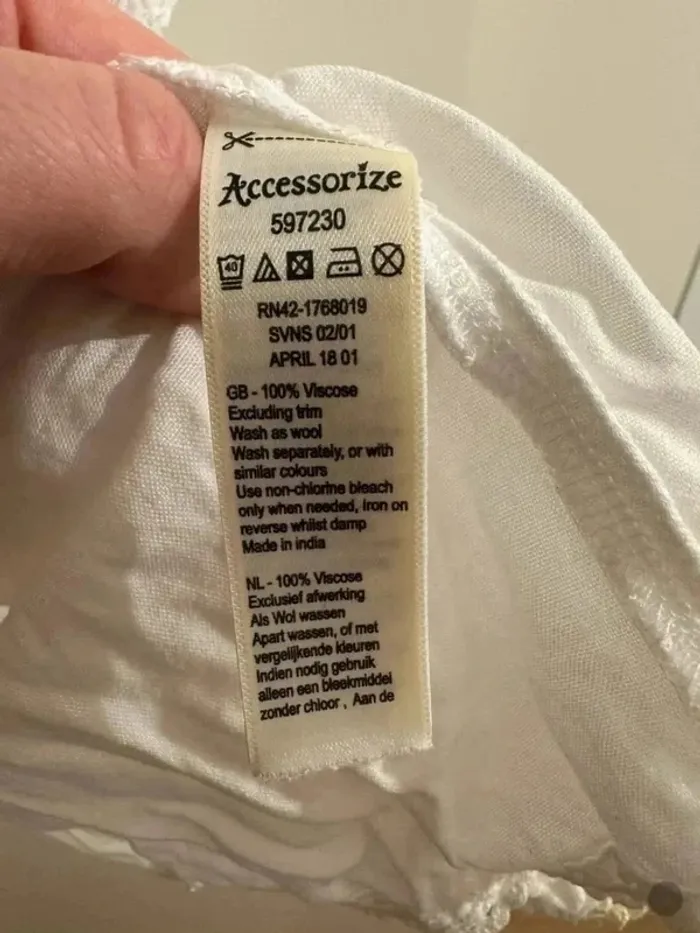 Accessorize
597230
40
RN42-1768019
SVNS 02/01
APRIL 18 01
GB - 100% Viscose
Excluding trim
Wash as wool
Wash separately, or with
similar colours
Use non-chlorine bleach
only when needed, Iron on
reverse whilst damp
Made in india
NL - 100% Viscose
Exclusief afwerking
Als Wol wassen
Apart wassen, of met
vergelijkende kleuren
Indien nodig gebruik
alleen een bleekmiddel
zonder chloor , Aan de